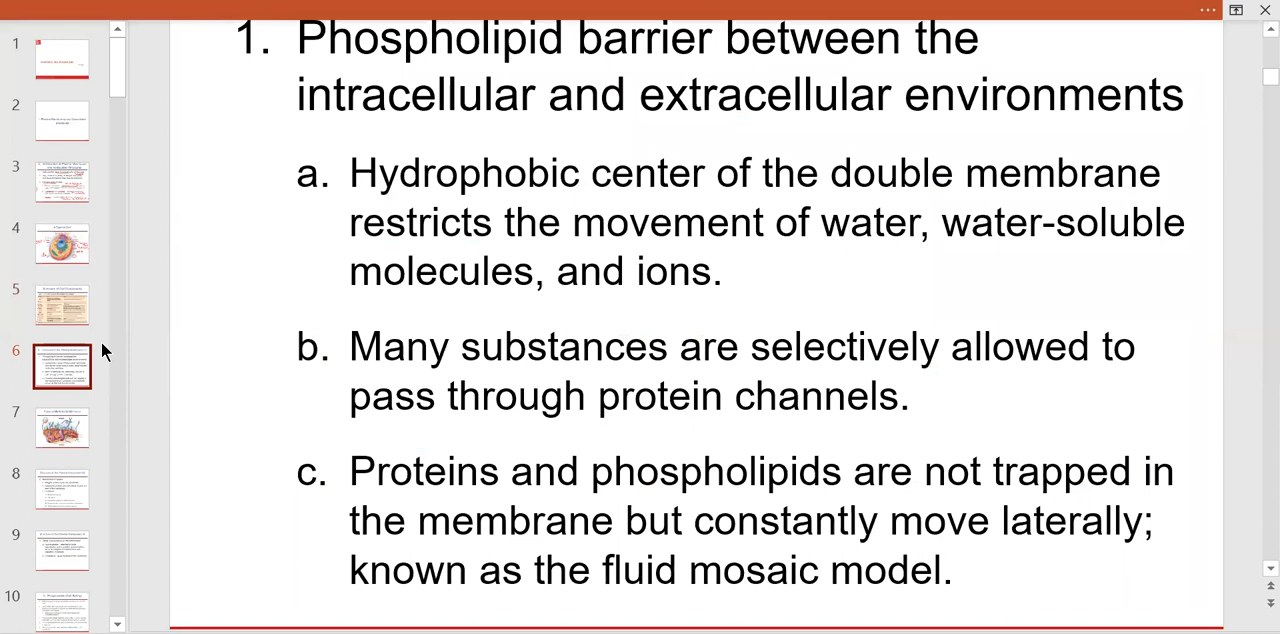 1. Phospholipid barrier between the
intracellular and extracellular environments
a. Hydrophobic center of the double membrane
restricts the movement of water, water-soluble
molecules, and ions.
b. Many substances are selectively allowed to
pass through protein channels.
c. Proteins and phospholipids are not trapped in
the membrane but constantly move laterally;
known as the fluid mosaic model.
1
2
3
4
5
6
7
8
9
10